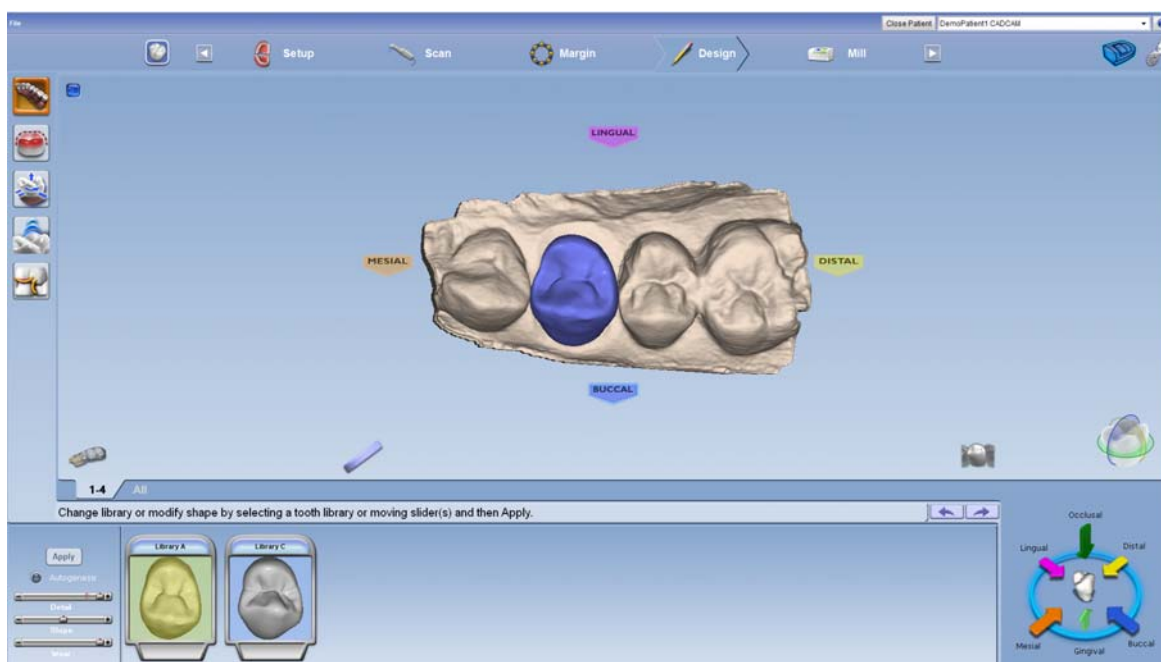 File
Close Patient DemoPatient1 CADCAM
Setup Scan Margin Design Mill
LINGUAL
MESIAL
DISTAL
BUCCAL
1-4 All
Change library or modify shape by selecting a tooth library or moving slider(s) and then Apply.
Apply
Autogenesis
Detail
Shape
Library A
Library C
Occlusal
Lingual
Distal
Mesial
Gingival
Buccal